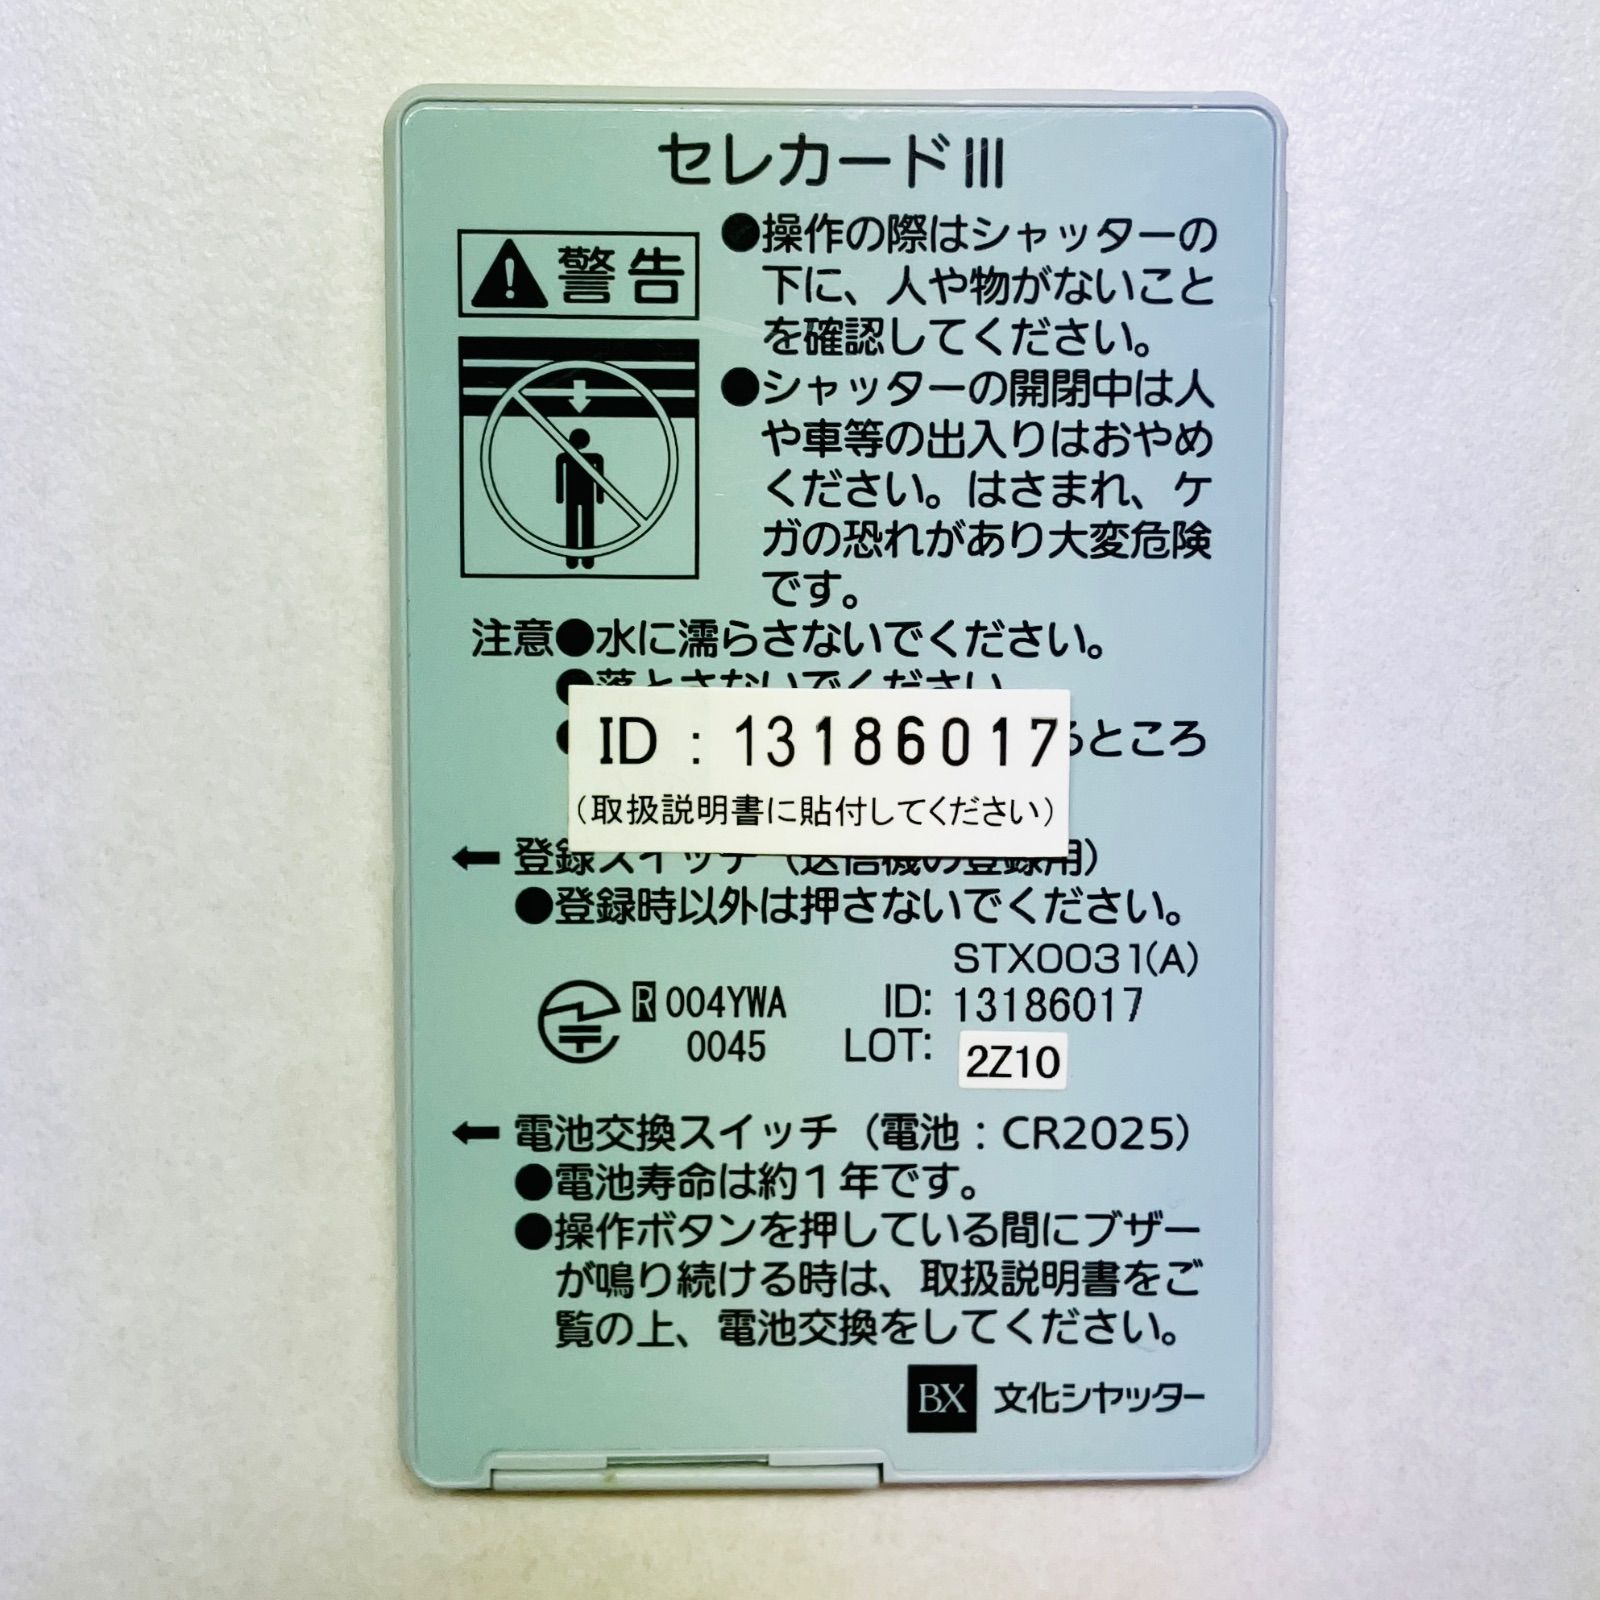 セレカードIII
警告
●操作の際はシャッターの
下に、人や物がないこと
を確認してください。
●シャッターの開閉中は人
や車等の出入りはおやめ
ください。はさまれ、ケ
ガの恐れがあり大変危険
です。
注意●水に濡らさないでください。
●落とさないでください
るところ
ID : 13186017
(取扱説明書に貼付してください)
← 登録スイッチ (送信機の登録用)
●登録時以外は押さないでください。
STX0031(A)
R 004YWA ID: 13186017
0045 LOT: 2Z10
← 電池交換スイッチ (電池:CR2025)
●電池寿命は約1年です。
●操作ボタンを押している間にブザー
が鳴り続ける時は、取扱説明書をご
覧の上、電池交換をしてください。
BX 文化シヤッター